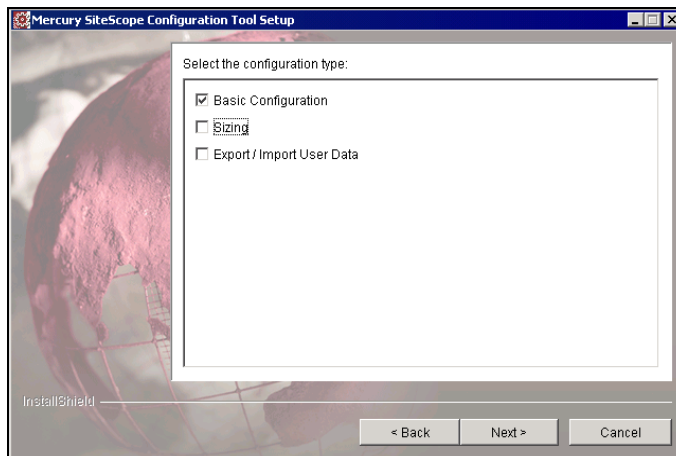 Mercury SiteScope Configuration Tool Setup
Select the configuration type:
Basic Configuration
Sizing
Export / Import User Data
InstallShield
< Back
Next >
Cancel